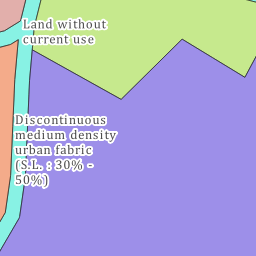 Land without
current use
Discontinuous
medium density
urban fabric
(S.L. : 30% -
50%)